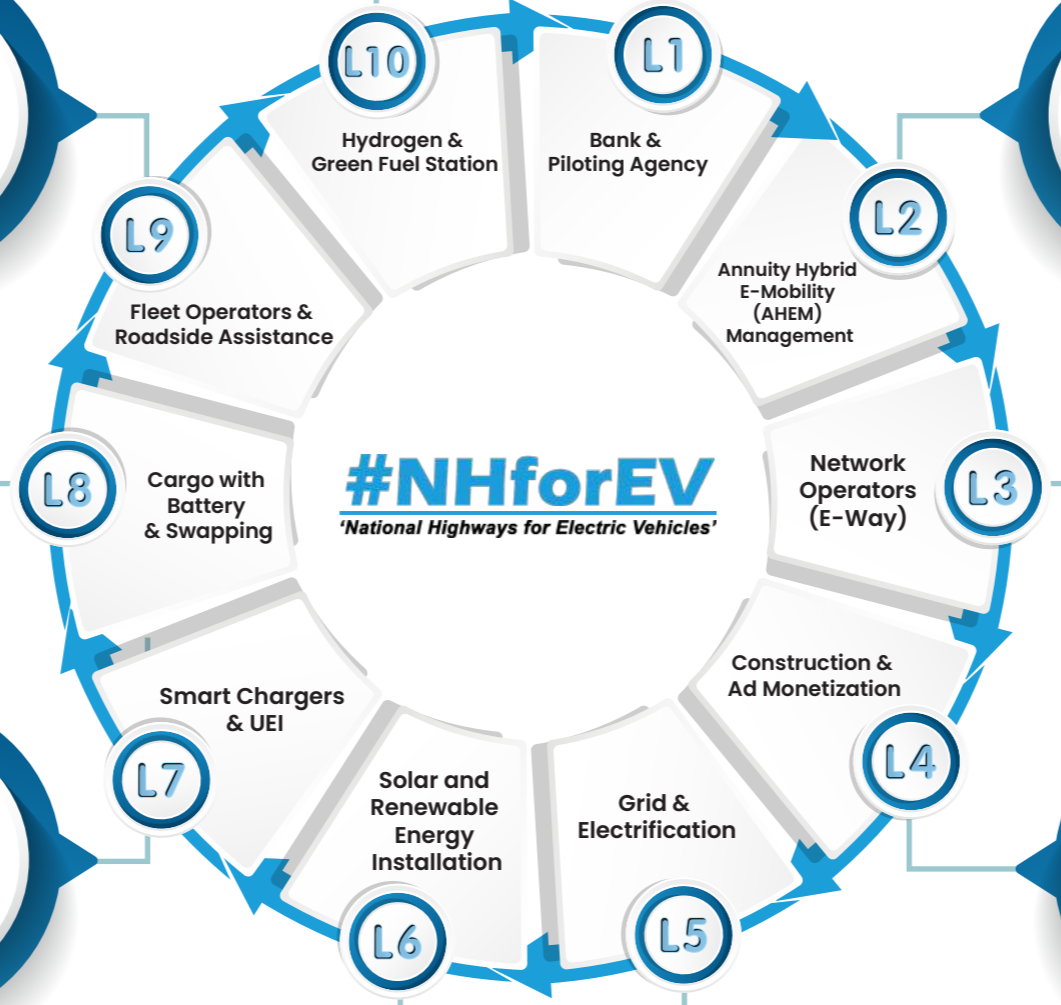 #NHforEV
'National Highways for Electric Vehicles'
L1
Bank &
Piloting Agency
L2
Annuity Hybrid
E-Mobility
(AHEM)
Management
L3
Network
Operators
(E-Way)
L4
Construction &
Ad Monetization
L5
Grid &
Electrification
L6
Solar and
Renewable
Energy
Installation
L7
Smart Chargers
& UEI
L8
Cargo with
Battery
& Swapping
L9
Fleet Operators &
Roadside Assistance
L10
Hydrogen &
Green Fuel Station